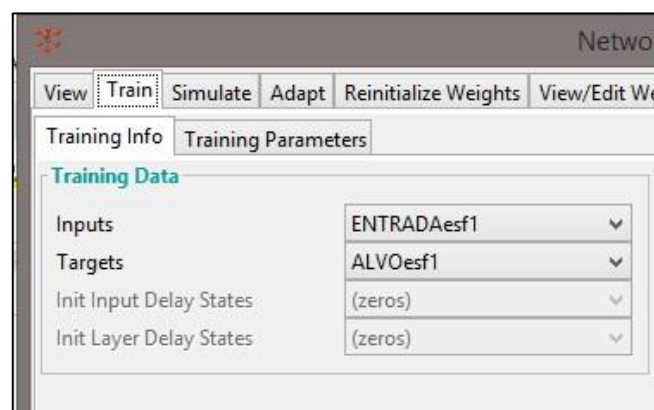 Netwo
View Train Simulate Adapt Reinitialize Weights View/Edit We
Training Info Training Parameters
Training Data
Inputs ENTRADAesf1
Targets ALVOesf1
Init Input Delay States (zeros)
Init Layer Delay States (zeros)